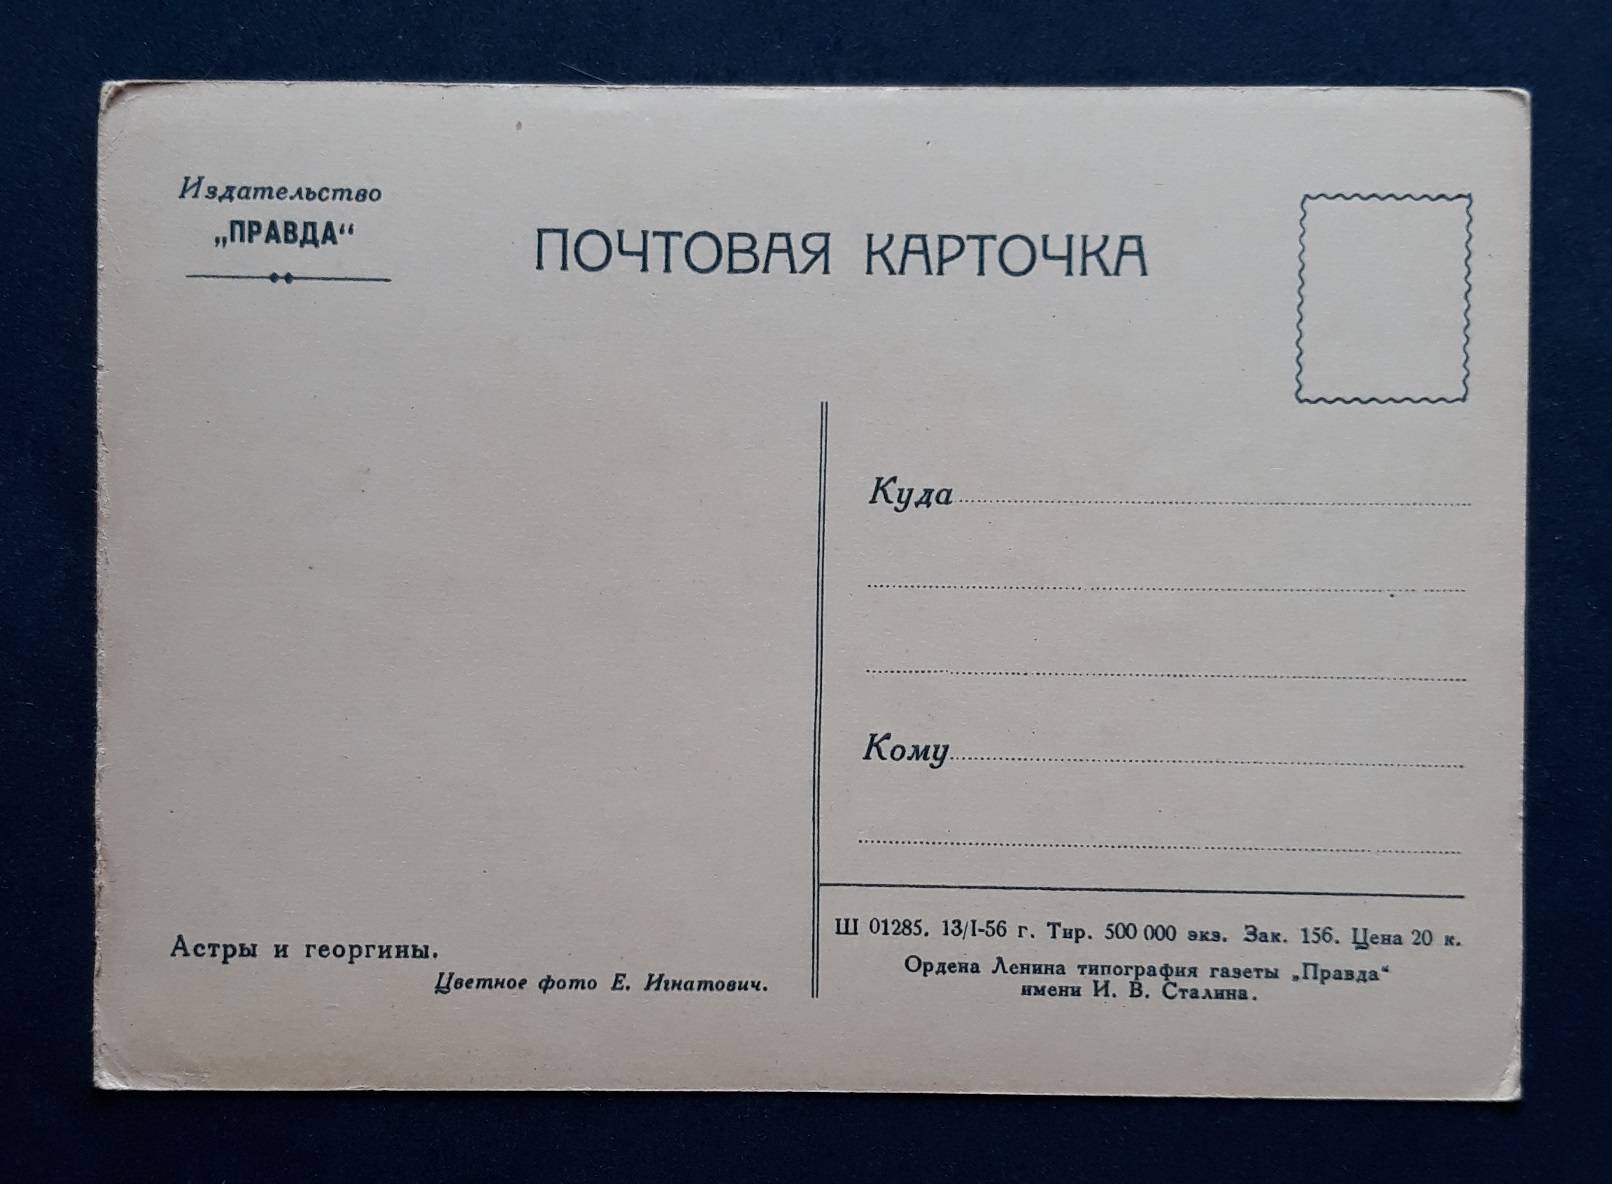 Издательство
„ПРАВДА“
ПОЧТОВАЯ КАРТОЧКА
Куда
Кому
Астры и георгины.
Цветное фото Е. Игнатович.
Ш 01285. 13/I-56 г. Тир. 500 000 экз. Зак. 156. Цена 20 к.
Ордена Ленина типография газеты „Правда“
имени И. В. Сталина.